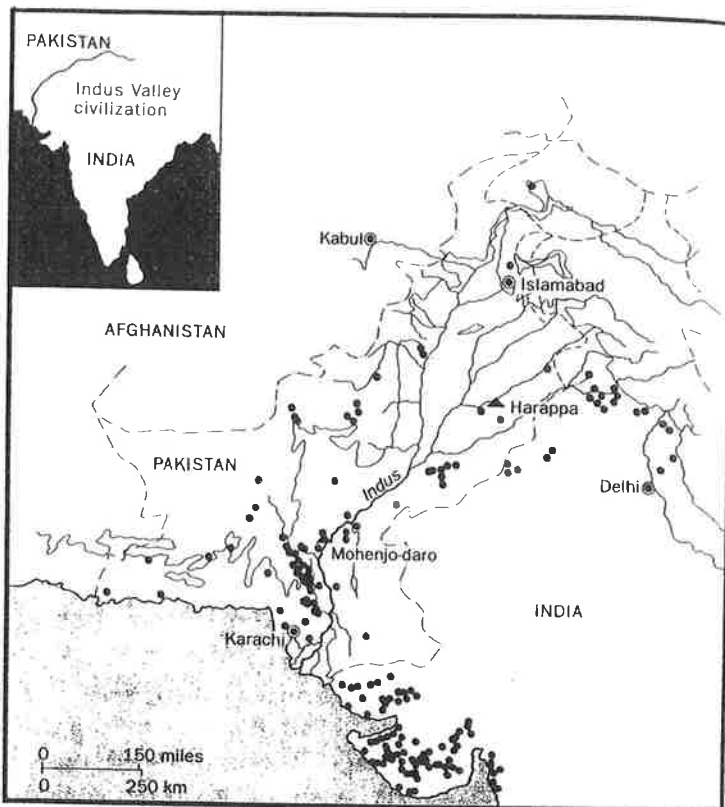 PAKISTAN
Indus Valley
civilization
INDIA
Kabul
Islamabad
AFGHANISTAN
Harappa
PAKISTAN
Indus
Delhi
Mohenjo-daro
INDIA
Karachi
0 150 miles
0 250 km